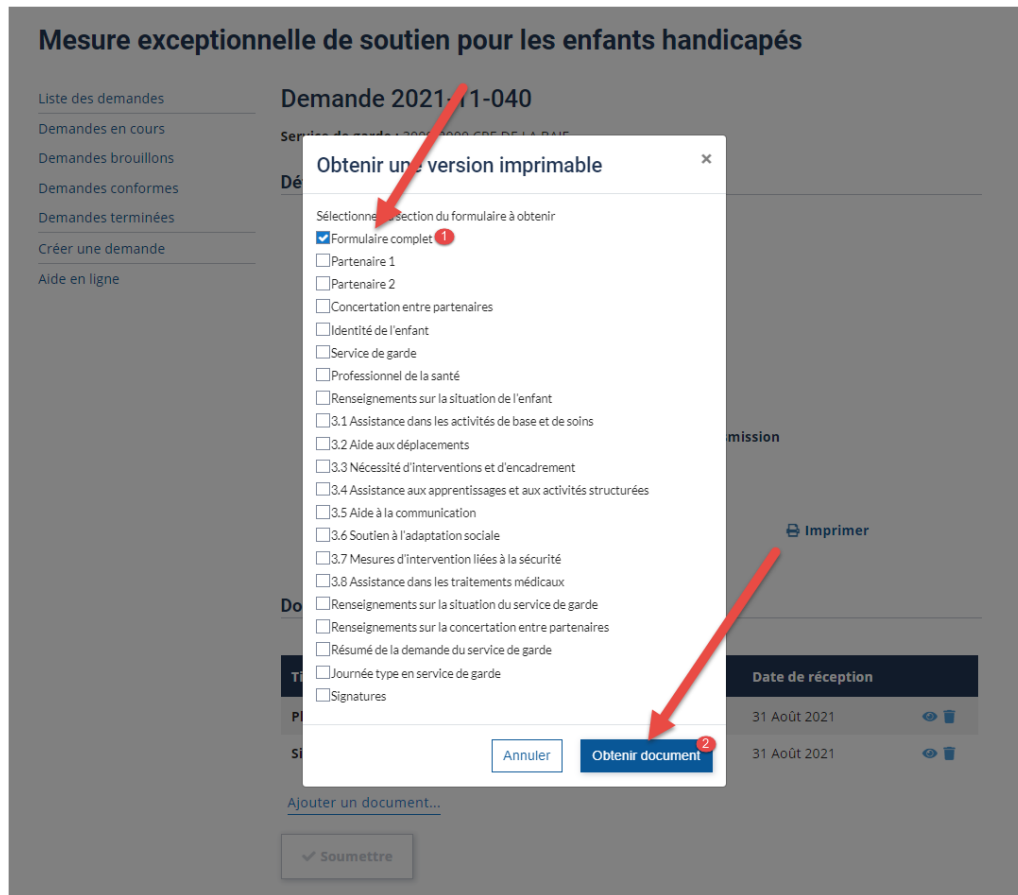 Mesure exceptionnelle de soutien pour les enfants handicapés
Liste des demandes
Demandes en cours
Demandes brouillons
Demandes conformes
Demandes terminées
Créer une demande
Aide en ligne
Demande 2021-11-040
Obtenir une version imprimable
×
Sélectionnez section du formulaire à obtenir
Formulaire complet 1
Partenaire 1
Partenaire 2
Concertation entre partenaires
Identité de l'enfant
Service de garde
Professionnel de la santé
Renseignements sur la situation de l'enfant
3.1 Assistance dans les activités de base et de soins
3.2 Aide aux déplacements
3.3 Nécessité d'interventions et d'encadrement
3.4 Assistance aux apprentissages et aux activités structurées
3.5 Aide à la communication
3.6 Soutien à l'adaptation sociale
3.7 Mesures d'intervention liées à la sécurité
3.8 Assistance dans les traitements médicaux
Renseignements sur la situation du service de garde
Renseignements sur la concertation entre partenaires
Résumé de la demande du service de garde
Journée type en service de garde
Signatures
Annuler
Obtenir document 2
mission
Imprimer
Do
Date de réception
31 Août 2021
31 Août 2021
Ajouter un document...
Soumettre